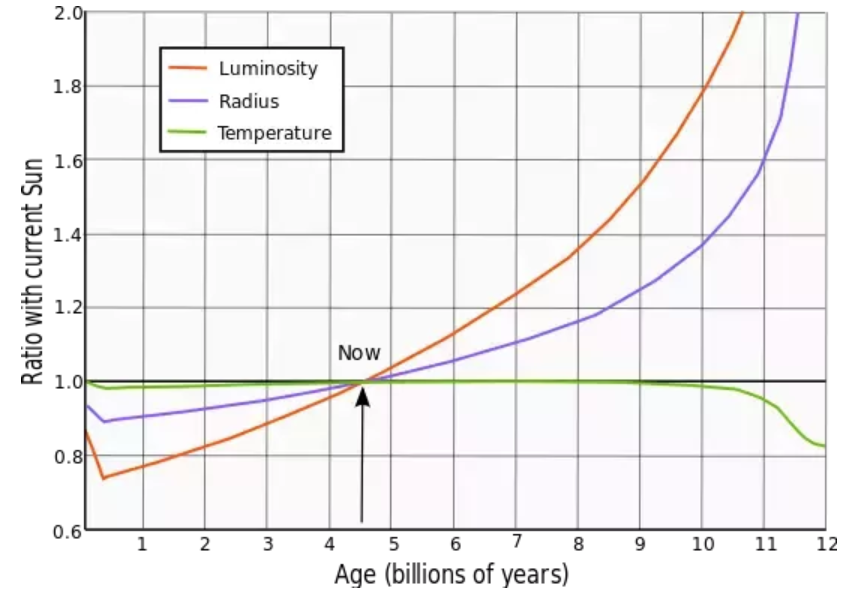 2.0
1.8
1.6
1.4
1.2
1.0
0.8
0.6
Ratio with current Sun
Luminosity
Radius
Temperature
Now
1 2 3 4 5 6 7 8 9 10 11 12
Age (billions of years)